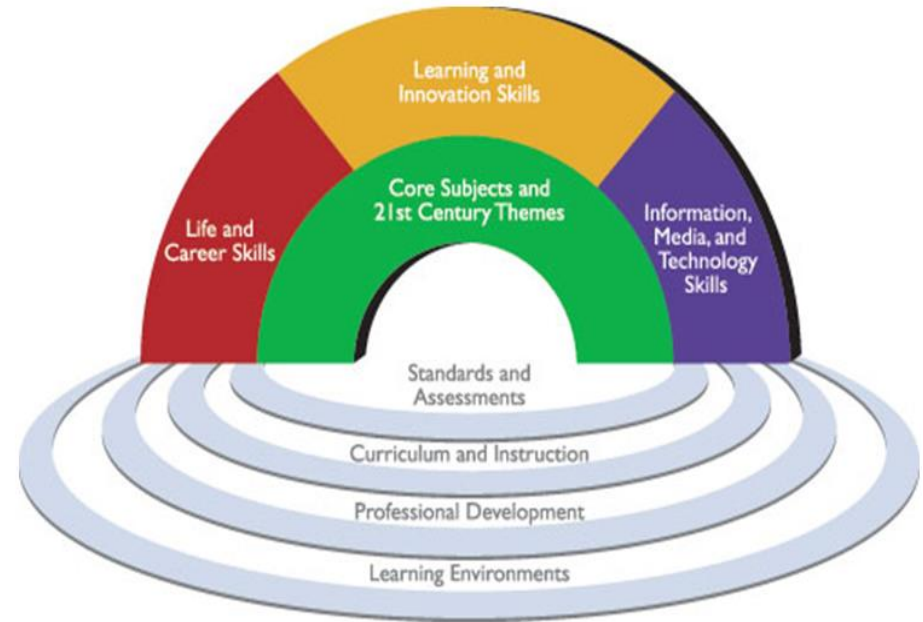 Learning and
Innovation Skills
Core Subjects and
21st Century Themes
Life and
Career Skills
Information,
Media, and
Technology
Skills
Standards and
Assessments
Curriculum and Instruction
Professional Development
Learning Environments